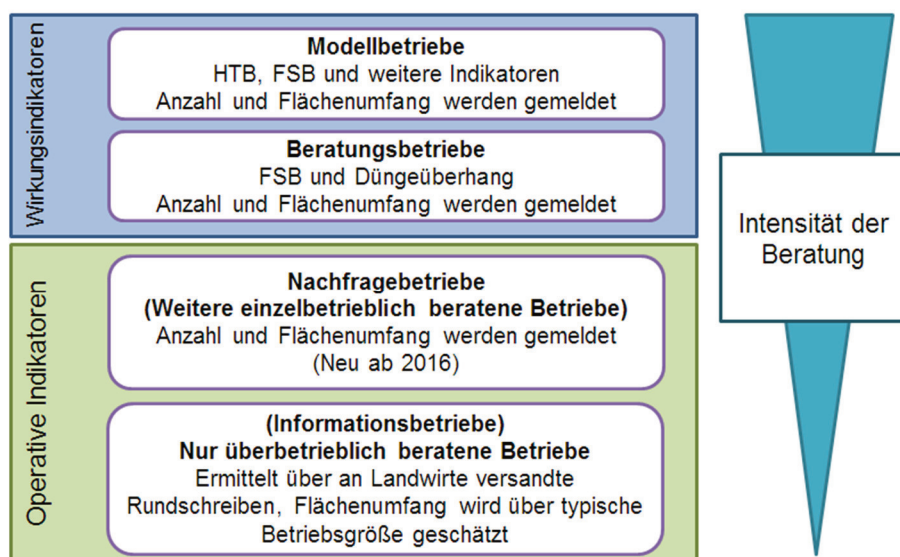 Wirkungsindikatoren
Modellbetriebe
HTB, FSB und weitere Indikatoren
Anzahl und Flächenumfang werden gemeldet
Beratungsbetriebe
FSB und Düngeüberhang
Anzahl und Flächenumfang werden gemeldet
Operative Indikatoren
Nachfragebetriebe
(Weitere einzelbetrieblich beratene Betriebe)
Anzahl und Flächenumfang werden gemeldet
(Neu ab 2016)
(Informationsbetriebe)
Nur überbetrieblich beratene Betriebe
Ermittelt über an Landwirte versandte
Rundschreiben, Flächenumfang wird über typische
Betriebsgröße geschätzt
Intensität der
Beratung